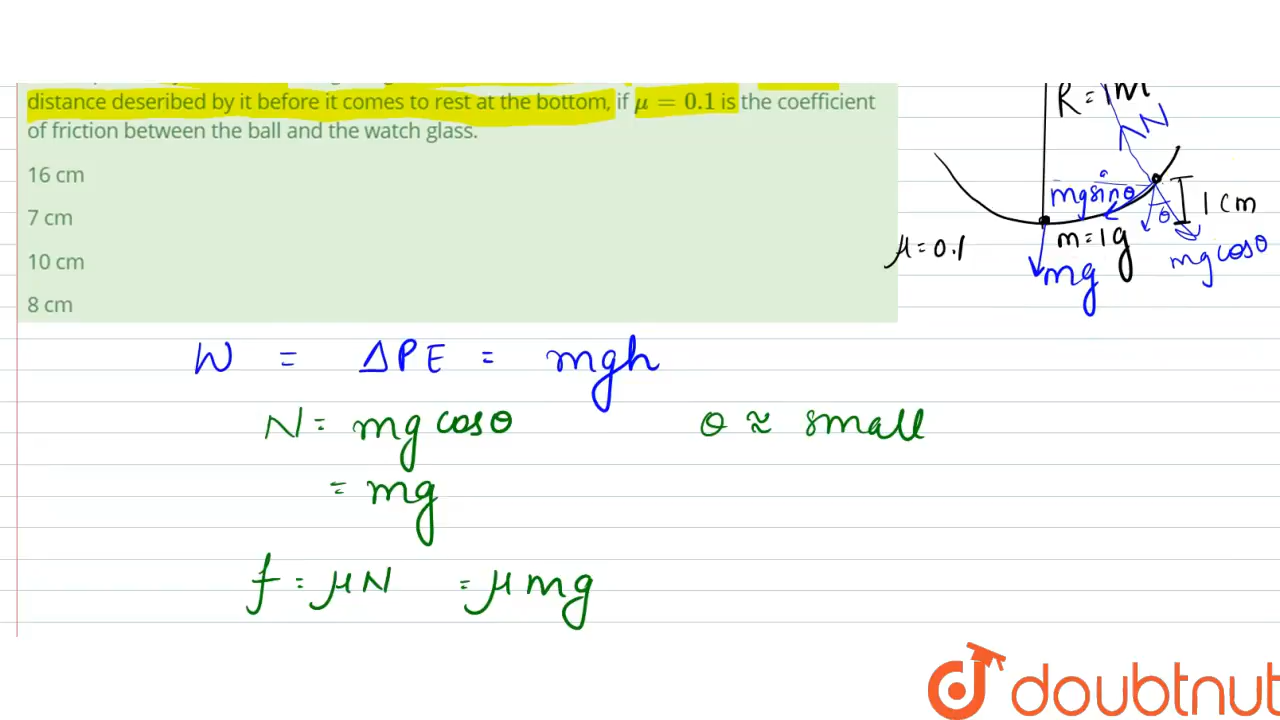 distance deseribed by it before it comes to rest at the bottom, if μ = 0.1 is the coefficient
of friction between the ball and the watch glass.
16 cm
7 cm
10 cm
8 cm
R = 1m
N
mg sinθ
θ
1 cm
m = 1g
μ = 0.1
mg
mg cosθ
W = ΔPE = mgh
N = mg cosθ θ ≈ small
= mg
f = μN = μmg
doubtnut